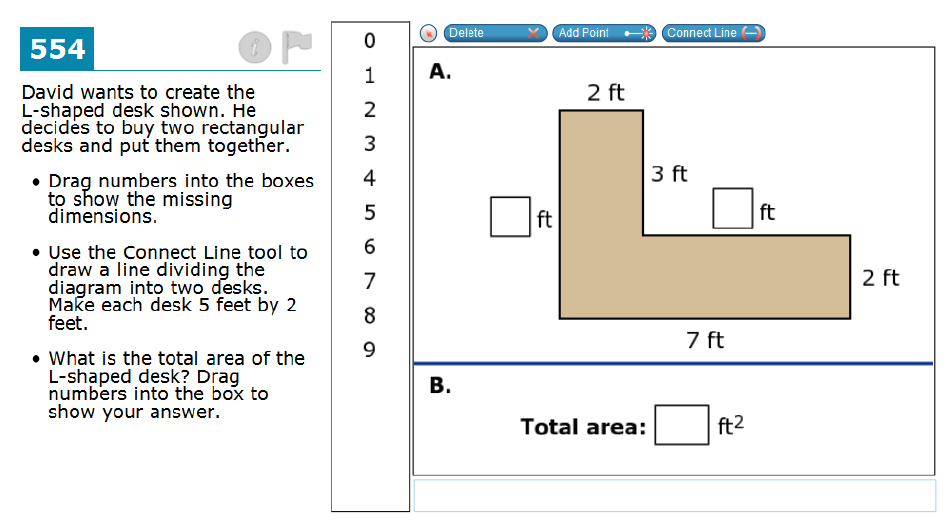 554
i
David wants to create the
L-shaped desk shown. He
decides to buy two rectangular
desks and put them together.
• Drag numbers into the boxes
to show the missing
dimensions.
• Use the Connect Line tool to
draw a line dividing the
diagram into two desks.
Make each desk 5 feet by 2
feet.
• What is the total area of the
L-shaped desk? Drag
numbers into the box to
show your answer.
0
1
2
3
4
5
6
7
8
9
Delete
Add Point
Connect Line
A.
2 ft
3 ft
ft
ft
2 ft
7 ft
B.
Total area: ft²